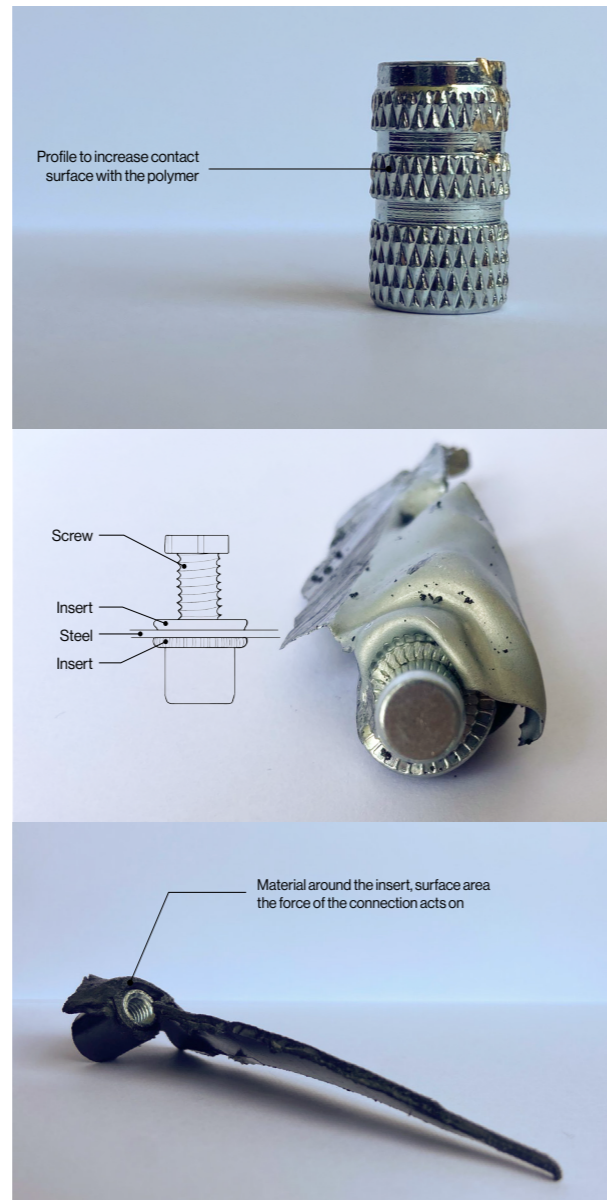 Profile to increase contact
surface with the polymer
Screw
Insert
Steel
Insert
Material around the insert, surface area
the force of the connection acts on